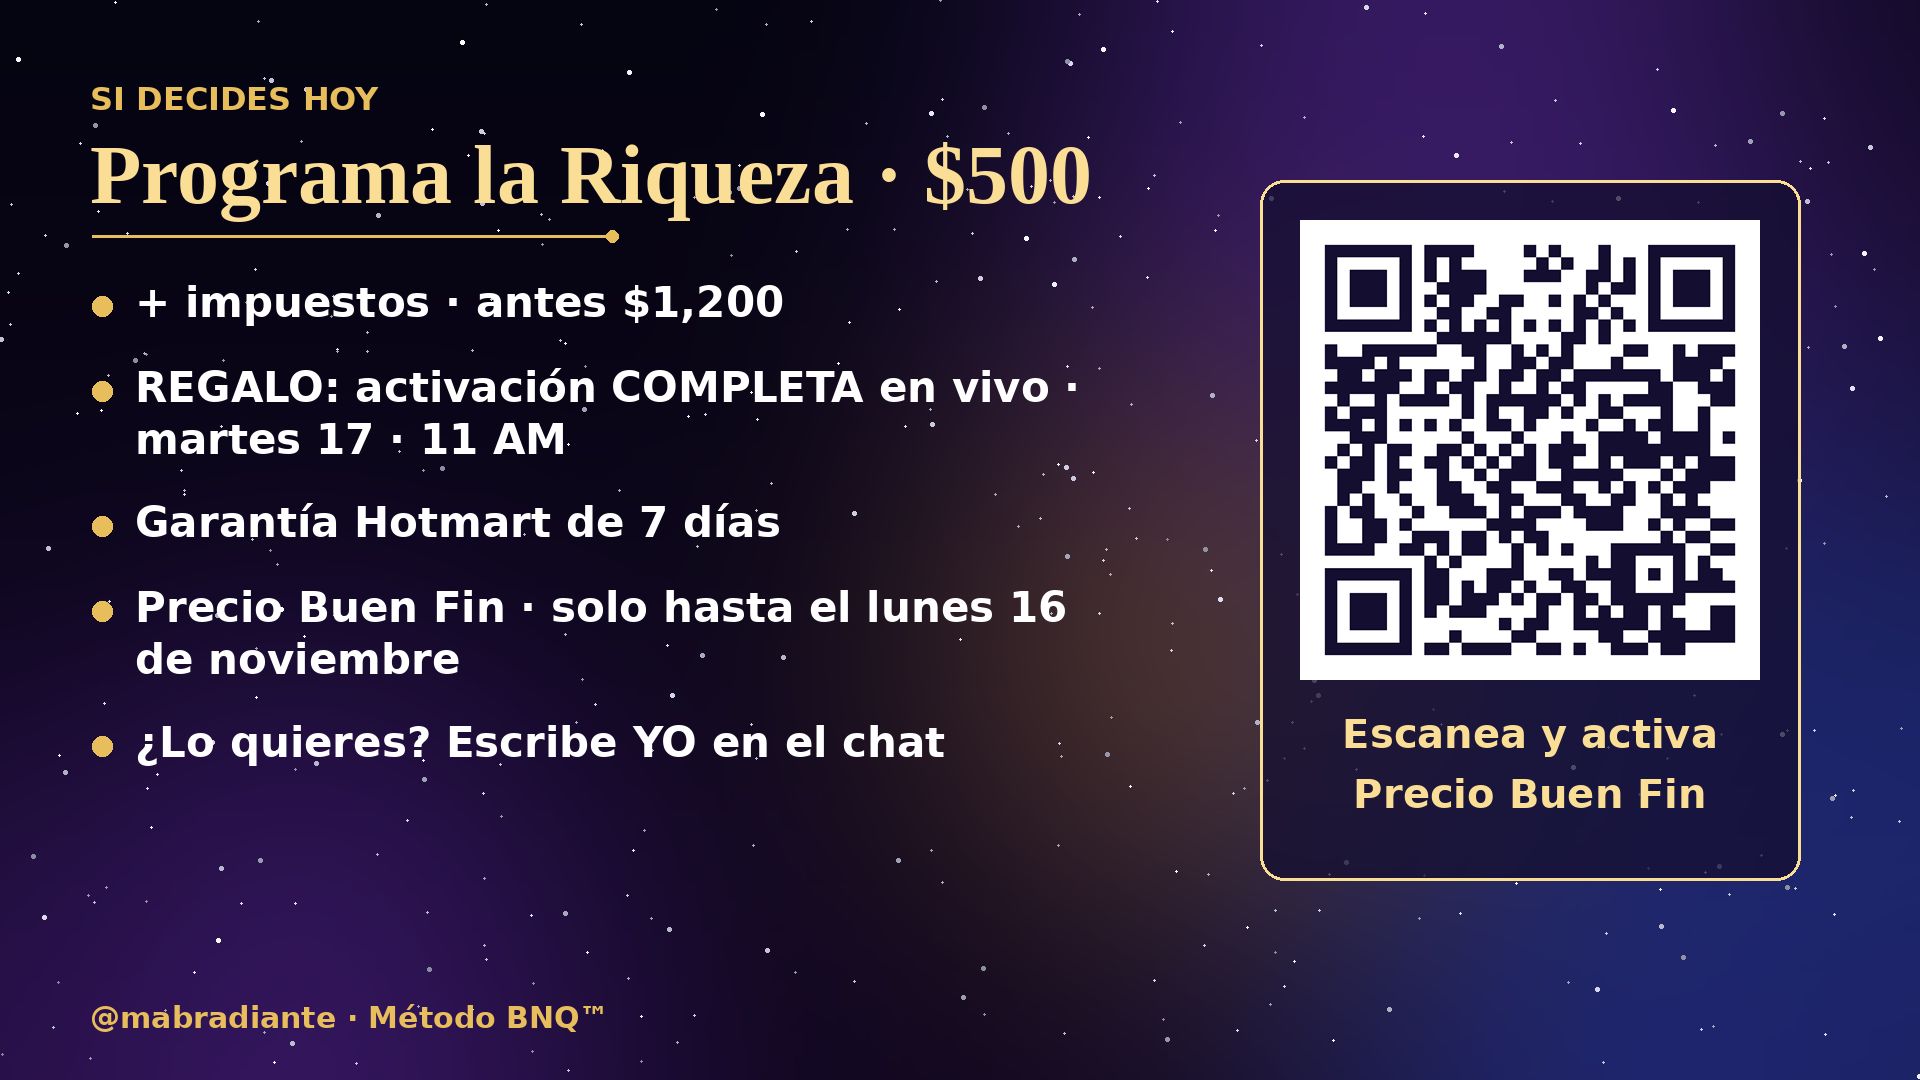 SI DECIDES HOY
Programa la Riqueza · $500
+ impuestos · antes $1,200
REGALO: activación COMPLETA en vivo ·
martes 17 · 11 AM
Garantía Hotmart de 7 días
Precio Buen Fin · solo hasta el lunes 16
de noviembre
¿Lo quieres? Escribe YO en el chat
Escanea y activa
Precio Buen Fin
@mabradiante · Método BNQ™